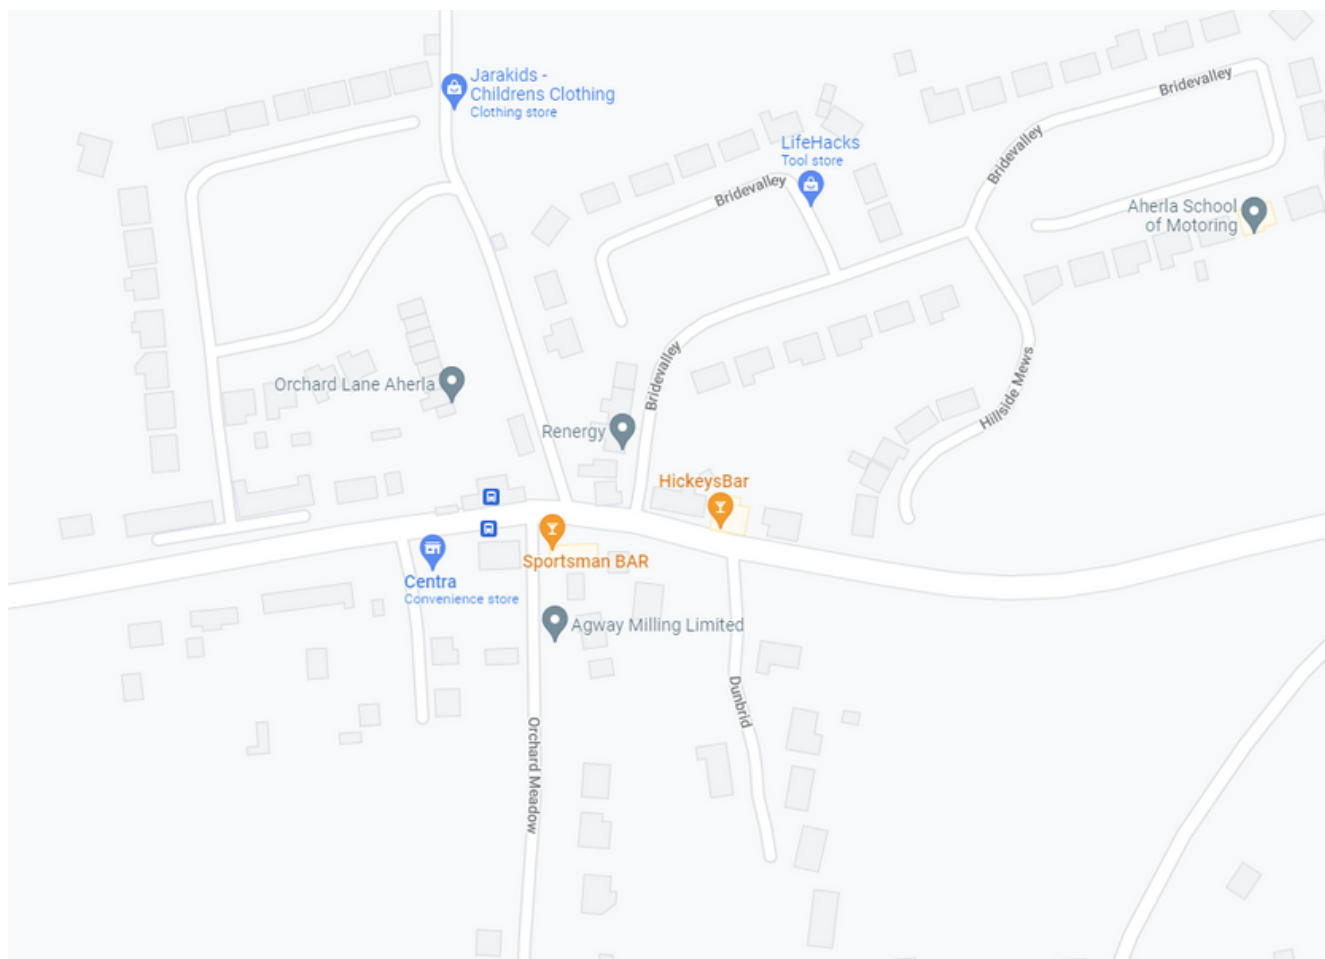 Jarakids -
Childrens Clothing
Clothing store
Bridevalley
LifeHacks
Tool store
Bridevalley
Bridevalley
Aherla School
of Motoring
Orchard Lane Aherla
Bridevalley
Hillside Mews
Renergy
HickeysBar
Sportsman BAR
Centra
Convenience store
Agway Milling Limited
Dunbrid
Orchard Meadow